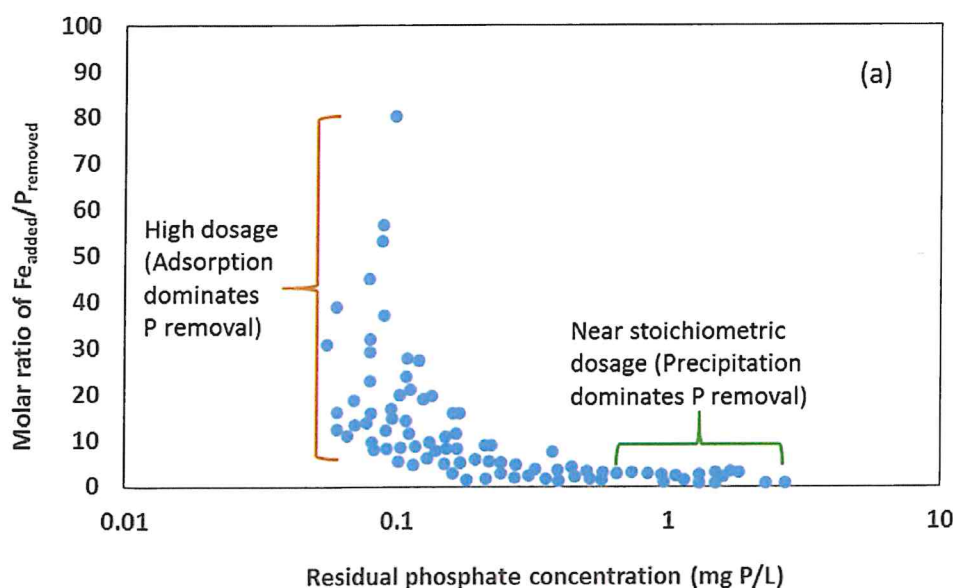 100
(a)
90
80
70
60
50
40
30
20
10
0
Molar ratio of Fe_added/P_removed
High dosage
(Adsorption
dominates
P removal)
Near stoichiometric
dosage (Precipitation
dominates P removal)
0.01
0.1
1
10
Residual phosphate concentration (mg P/L)